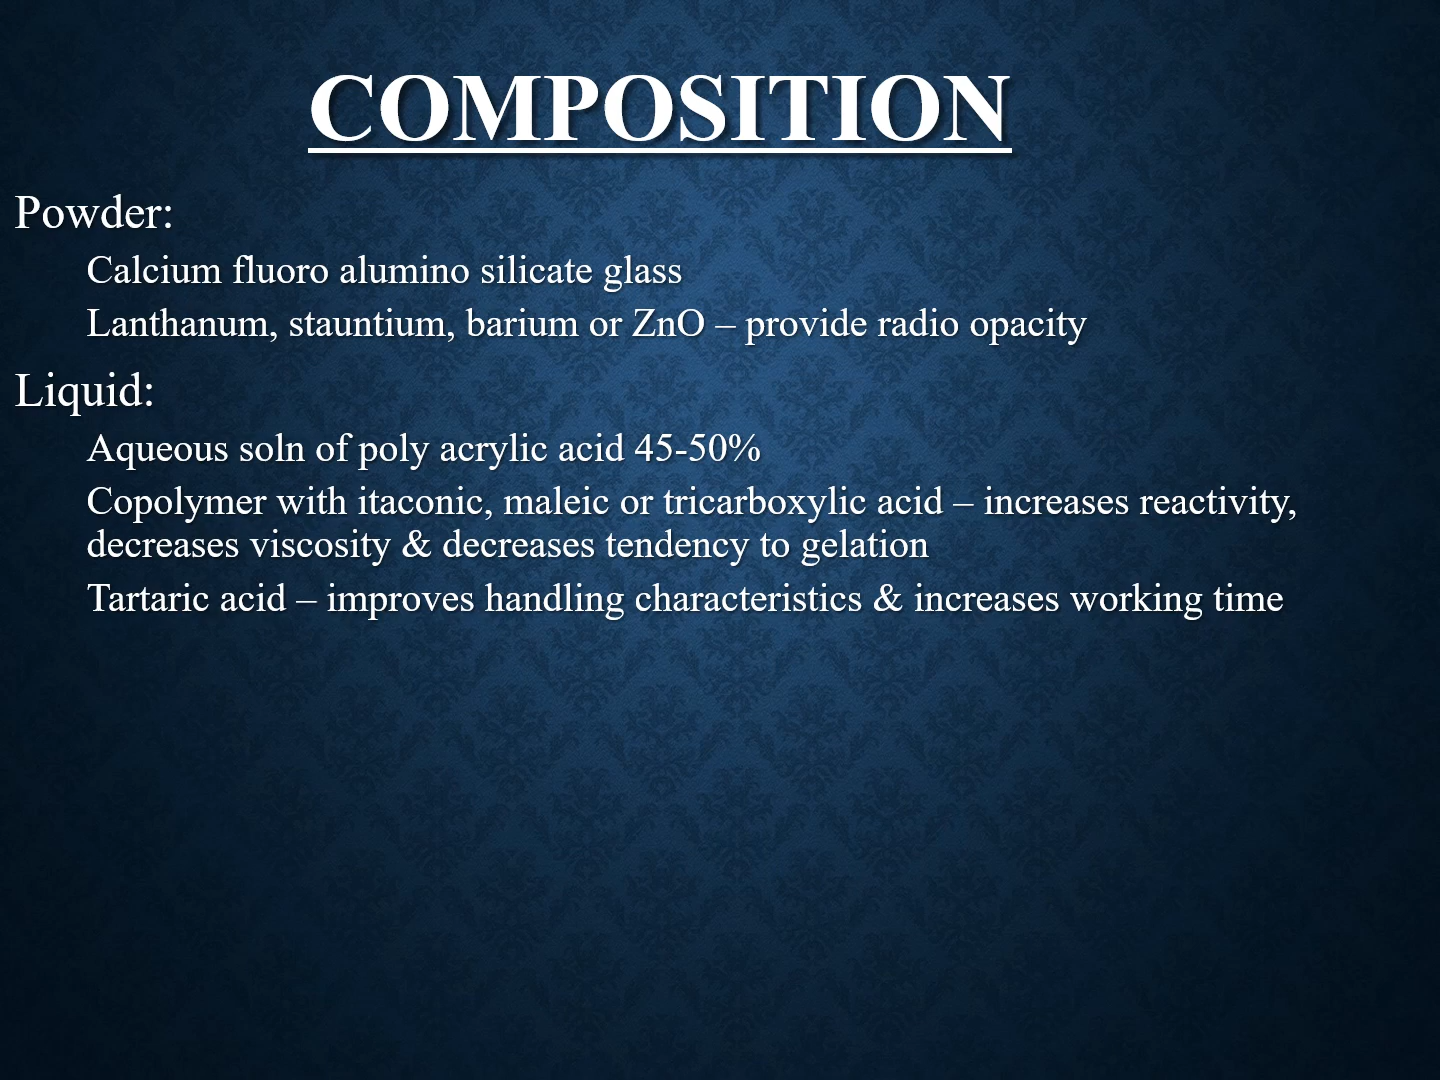 COMPOSITION
Powder:
Calcium fluoro alumino silicate glass
Lanthanum, stauntium, barium or ZnO – provide radio opacity
Liquid:
Aqueous soln of poly acrylic acid 45-50%
Copolymer with itaconic, maleic or tricarboxylic acid – increases reactivity,
decreases viscosity & decreases tendency to gelation
Tartaric acid – improves handling characteristics & increases working time